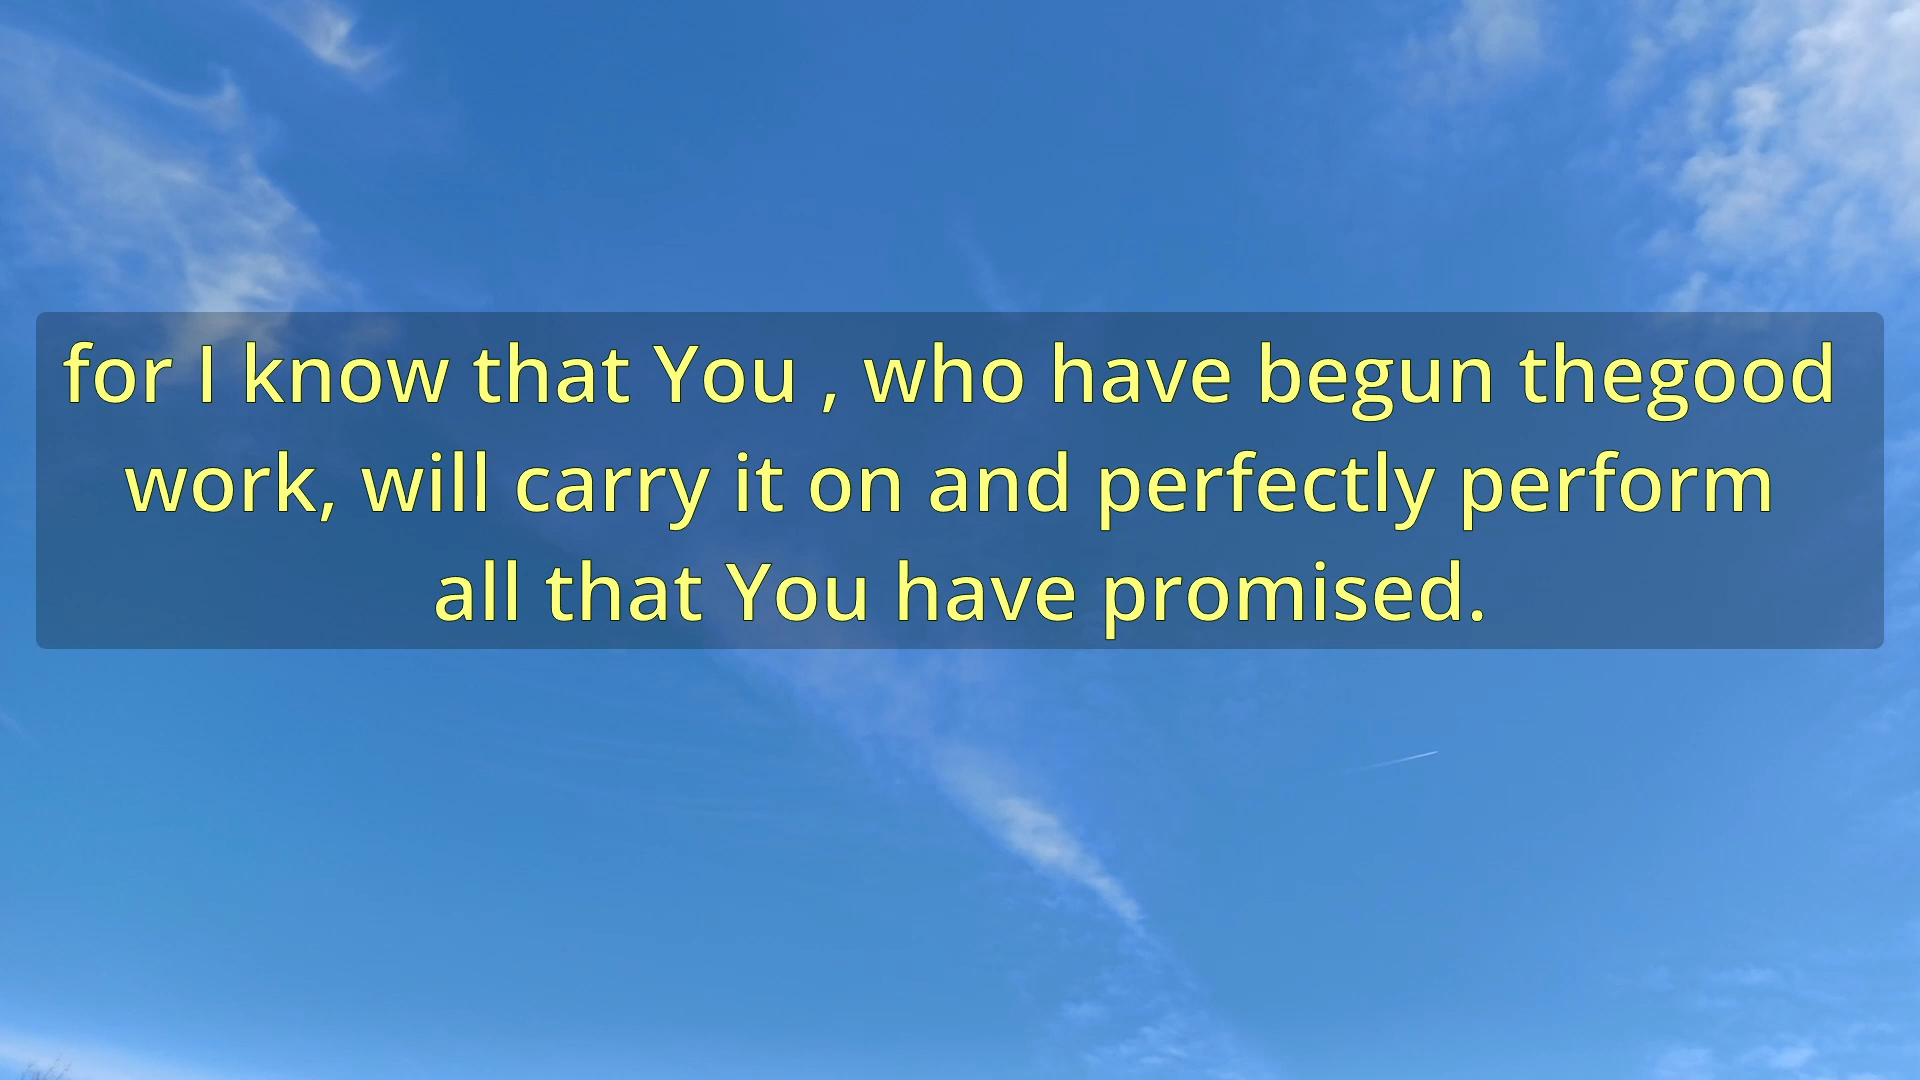 for I know that You , who have begun thegood
work, will carry it on and perfectly perform
all that You have promised.